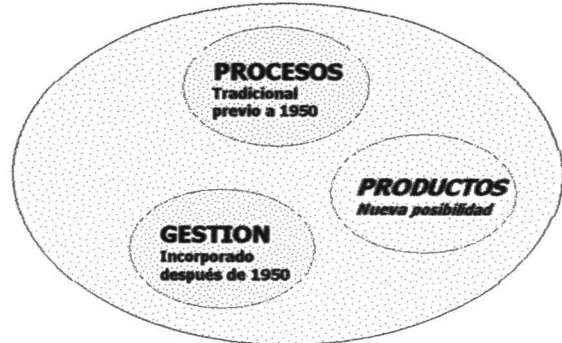 PROCESOS
Tradicional
previo a 1950
PRODUCTOS
Nueva posibilidad
GESTION
Incorporado
después de 1950